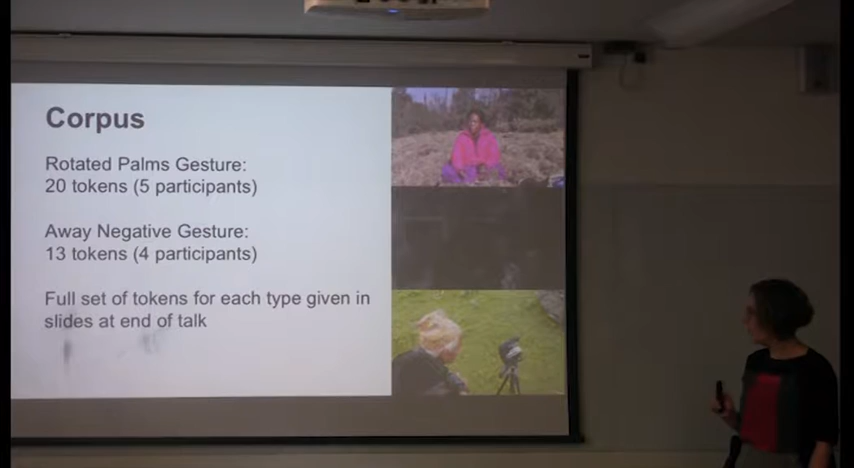 Corpus
Rotated Palms Gesture:
20 tokens (5 participants)
Away Negative Gesture:
13 tokens (4 participants)
Full set of tokens for each type given in
slides at end of talk